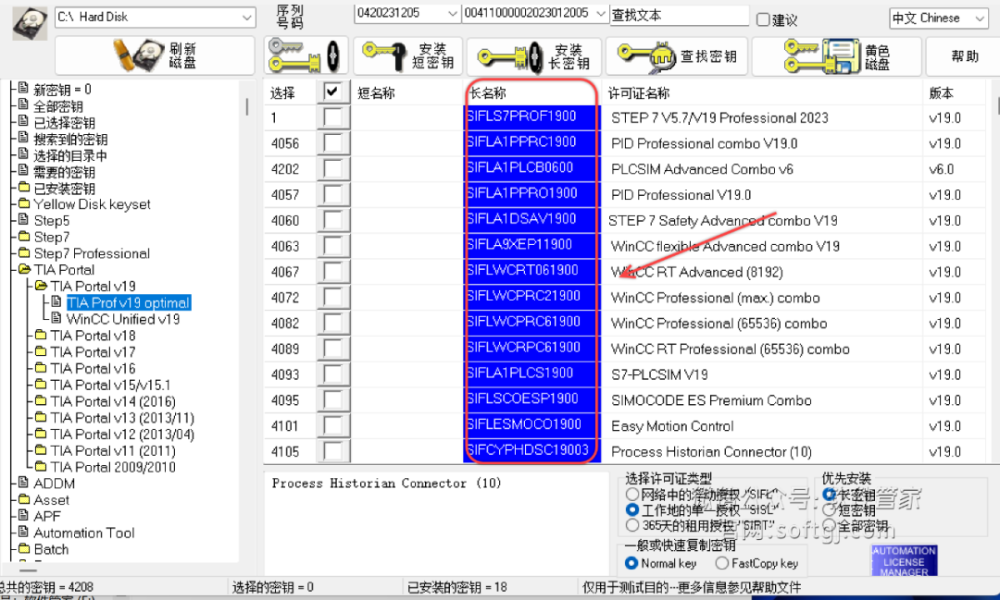 C:\ Hard Disk
序列号码
0420231205
00411000002023012005
查找文本
建议
中文 Chinese
刷新磁盘
安装短密钥
安装长密钥
查找密钥
黄色磁盘
帮助
新密钥 = 0
全部密钥
已选择密钥
搜索到的密钥
选择的目录中
需要的密钥
已安装密钥
Yellow Disk keyset
Step5
Step7
Step7 Professional
TIA Portal
TIA Portal v19
TIA Prof v19 optimal
WinCC Unified v19
TIA Portal v18
TIA Portal v17
TIA Portal v16
TIA Portal v15/v15.1
TIA Portal v14 (2016)
TIA Portal v13 (2013/11)
TIA Portal v12 (2013/04)
TIA Portal v11 (2011)
TIA Portal 2009/2010
ADDM
Asset
APF
Automation Tool
Batch
选择 短名称 长名称 许可证名称 版本
1 SIFLS7PROF1900 STEP 7 V5.7/V19 Professional 2023 v19.0
4056 SIFLA1PPRC1900 PID Professional combo V19.0 v19.0
4202 SIFLA1PLCB0600 PLCSIM Advanced Combo v6 v6.0
4057 SIFLA1PPRO1900 PID Professional V19.0 v19.0
4060 SIFLA1DSAV1900 STEP 7 Safety Advanced combo V19 v19.0
4063 SIFLA9XEP11900 WinCC flexible Advanced combo V19 v19.0
4067 SIFLWCRT061900 WinCC RT Advanced (8192) v19.0
4072 SIFLWCPRC21900 WinCC Professional (max.) combo v19.0
4082 SIFLWCPRC61900 WinCC Professional (65536) combo v19.0
4089 SIFLWCRPC61900 WinCC RT Professional (65536) combo v19.0
4093 SIFLA1PLCS1900 S7-PLCSIM V19 v19.0
4095 SIFLSCOESP1900 SIMOCODE ES Premium Combo v19.0
4101 SIFLESMOCO1900 Easy Motion Control v19.0
4105 SIFCYPHDSC19003 Process Historian Connector (10) v19.0
Process Historian Connector (10)
选择许可证类型
网络中的浮动授权 "SIFL"
工作地的单一授权 "SISL"
365天的租用授权 "SIRT"
一般或快速复制密钥
Normal key FastCopy key
优先安装
长密钥
短密钥
全部密钥
官网:softgj.com
AUTOMATION
LICENSE
MANAGER
总共的密钥 = 4208 选择的密钥 = 0 已安装的密钥 = 18 仅用于测试目的--更多信息参见帮助文件